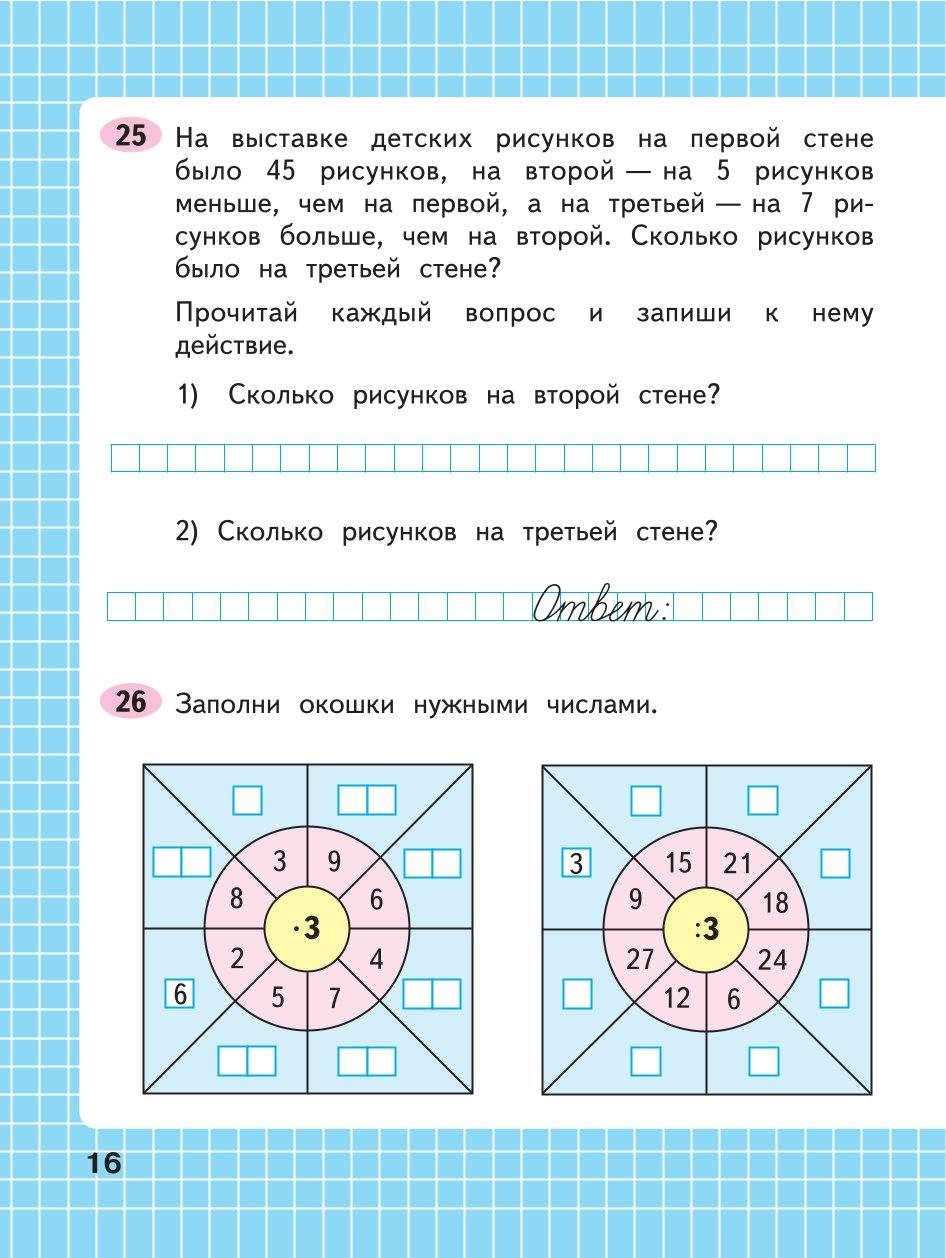 25 На выставке детских рисунков на первой стене
было 45 рисунков, на второй — на 5 рисунков
меньше, чем на первой, а на третьей — на 7 ри-
сунков больше, чем на второй. Сколько рисунков
было на третьей стене?
Прочитай каждый вопрос и запиши к нему
действие.
1) Сколько рисунков на второй стене?
2) Сколько рисунков на третьей стене?
Ответ:
26 Заполни окошки нужными числами.
3 9
8 6
·3
2 4
6
5 7
15 21
3
9 18
:3
27 24
12 6
16